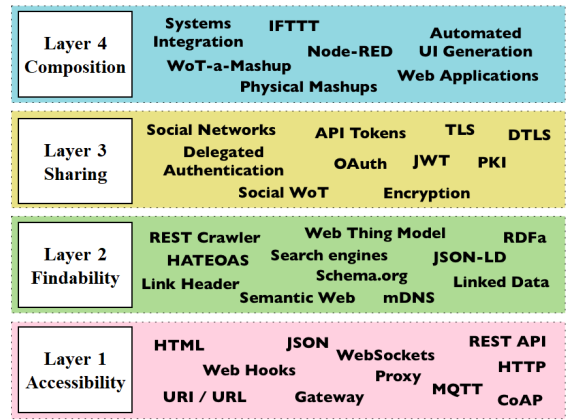 Layer 4
Composition
Systems
Integration
IFTTT
Node-RED
Automated
UI Generation
WoT-a-Mashup
Physical Mashups
Web Applications
Layer 3
Sharing
Social Networks
API Tokens
TLS
DTLS
Delegated
Authentication
OAuth
JWT
PKI
Social WoT
Encryption
Layer 2
Findability
REST Crawler
Web Thing Model
RDFa
HATEOAS
Search engines
JSON-LD
Link Header
Schema.org
Linked Data
Semantic Web
mDNS
Layer 1
Accessibility
HTML
JSON
WebSockets
REST API
Web Hooks
Proxy
HTTP
URI / URL
Gateway
MQTT
CoAP